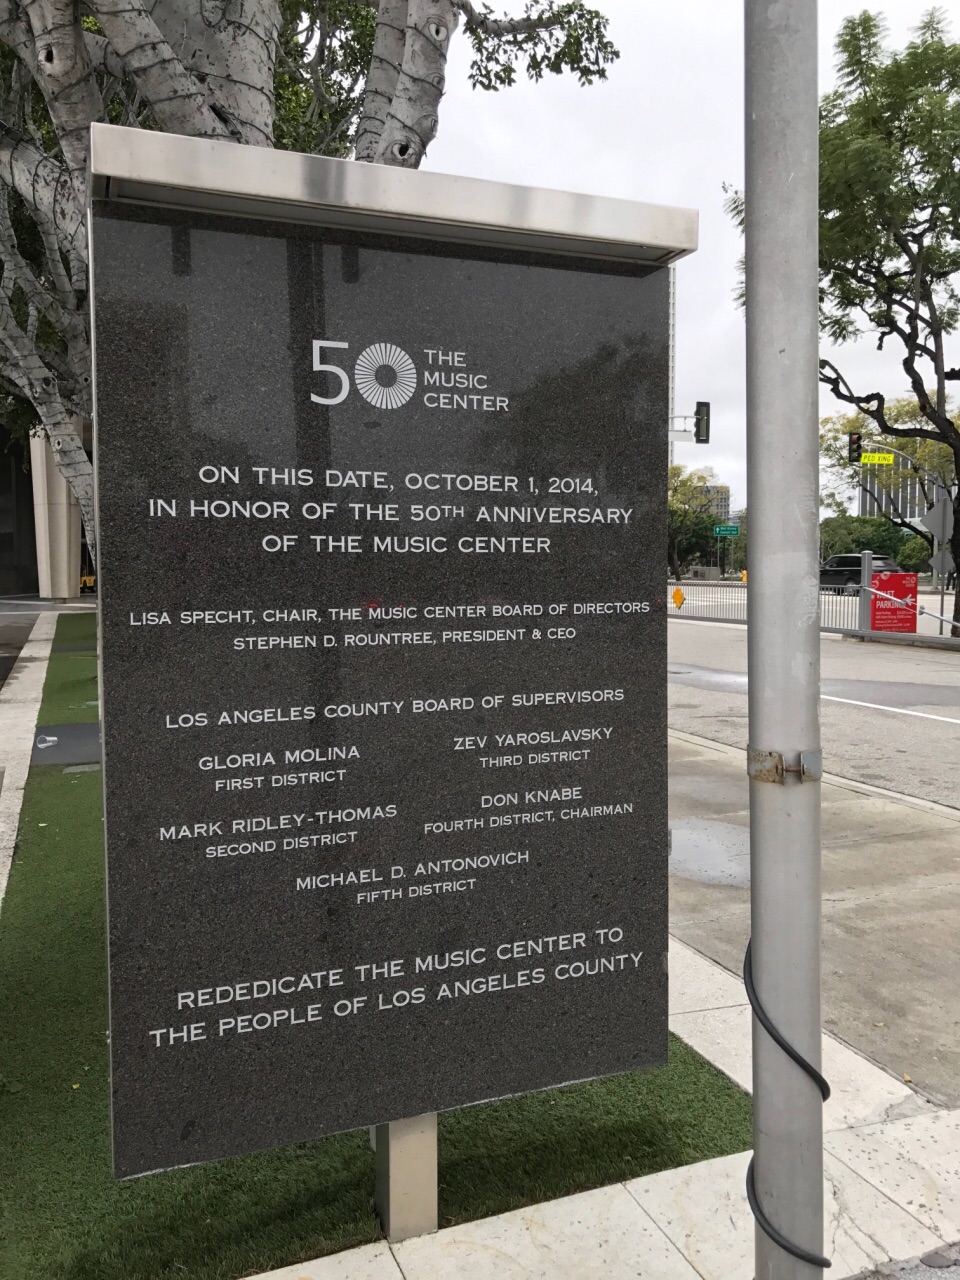 50 THE
MUSIC
CENTER
ON THIS DATE, OCTOBER 1, 2014,
IN HONOR OF THE 50TH ANNIVERSARY
OF THE MUSIC CENTER
LISA SPECHT, CHAIR, THE MUSIC CENTER BOARD OF DIRECTORS
STEPHEN D. ROUNTREE, PRESIDENT & CEO
LOS ANGELES COUNTY BOARD OF SUPERVISORS
GLORIA MOLINA
FIRST DISTRICT
ZEV YAROSLAVSKY
THIRD DISTRICT
MARK RIDLEY-THOMAS
SECOND DISTRICT
DON KNABE
FOURTH DISTRICT, CHAIRMAN
MICHAEL D. ANTONOVICH
FIFTH DISTRICT
REDEDICATE THE MUSIC CENTER TO
THE PEOPLE OF LOS ANGELES COUNTY
PED XING
PARKING